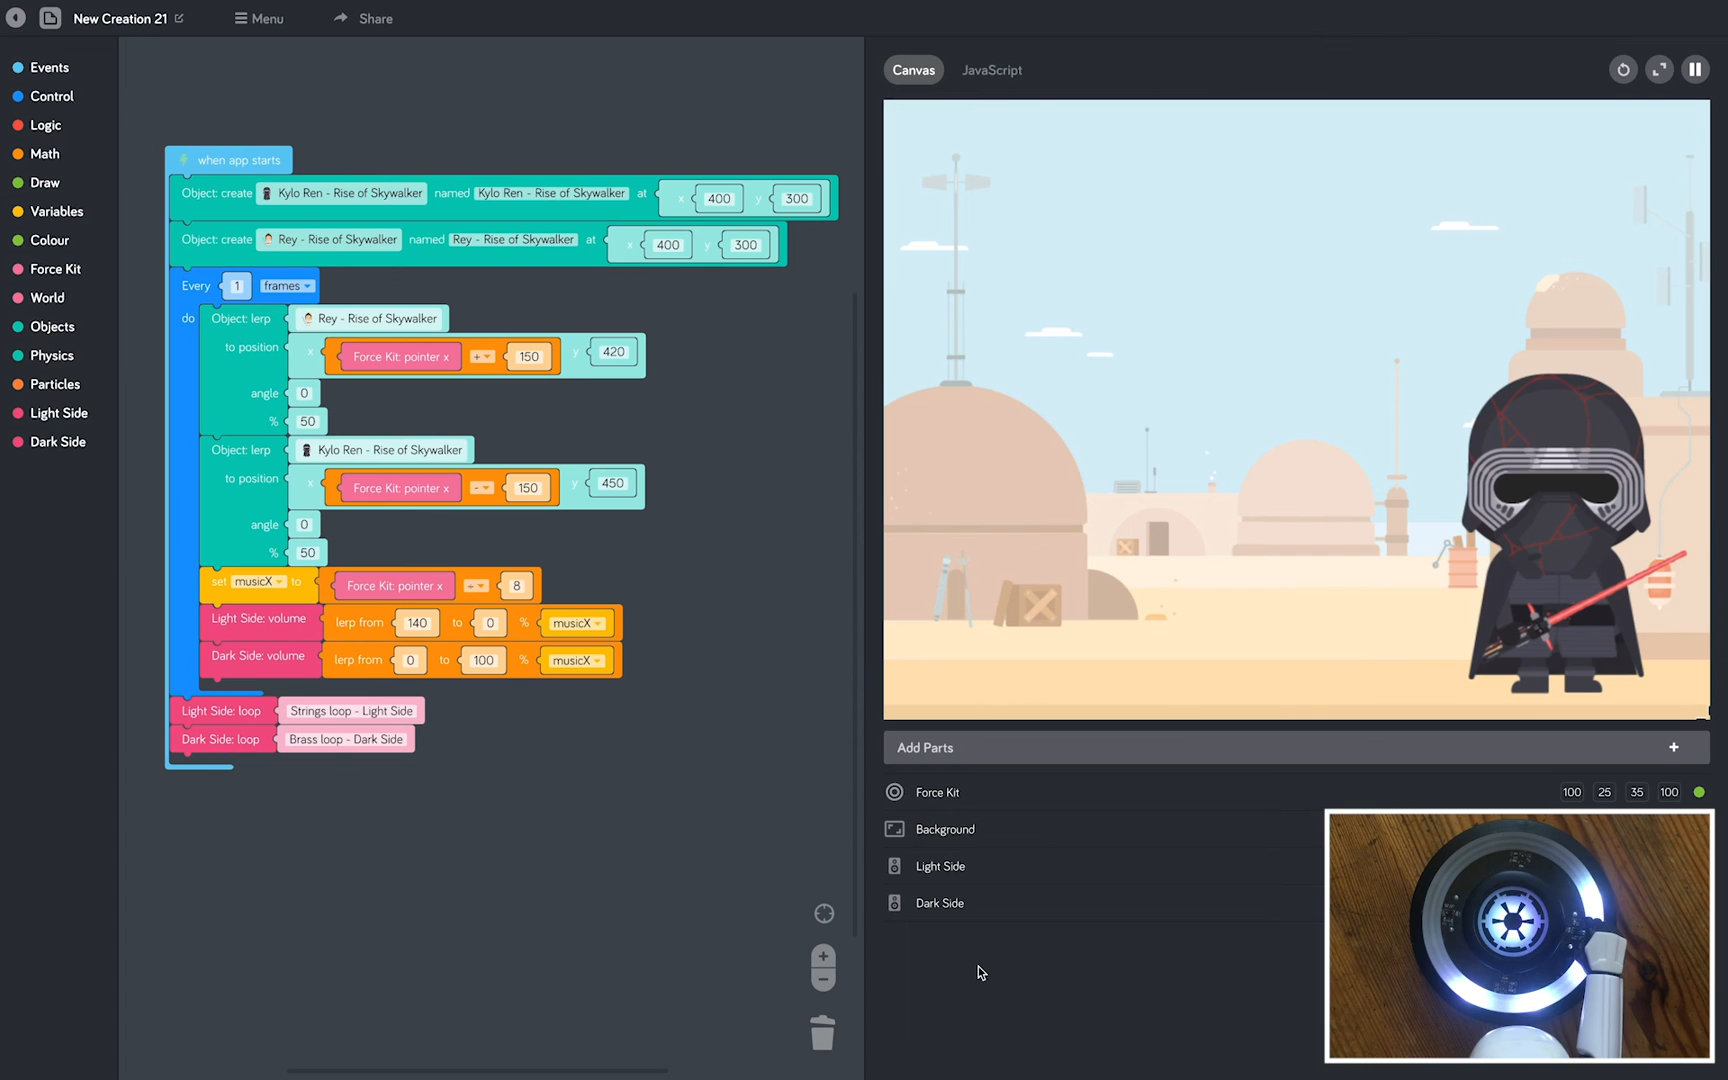 New Creation 21
Menu
Share
Events
Control
Logic
Math
Draw
Variables
Colour
Force Kit
World
Objects
Physics
Particles
Light Side
Dark Side
when app starts
Object: create Kylo Ren - Rise of Skywalker named Kylo Ren - Rise of Skywalker at x 400 y 300
Object: create Rey - Rise of Skywalker named Rey - Rise of Skywalker at x 400 y 300
Every 1 frames
do Object: lerp Rey - Rise of Skywalker
to position x Force Kit: pointer x + 150 y 420
angle 0
% 50
Object: lerp Kylo Ren - Rise of Skywalker
to position x Force Kit: pointer x - 150 y 450
angle 0
% 50
set musicX to Force Kit: pointer x ÷ 8
Light Side: volume lerp from 140 to 0 % musicX
Dark Side: volume lerp from 0 to 100 % musicX
Light Side: loop Strings loop - Light Side
Dark Side: loop Brass loop - Dark Side
Canvas
JavaScript
Add Parts +
Force Kit 100 25 35 100
Background
Light Side
Dark Side